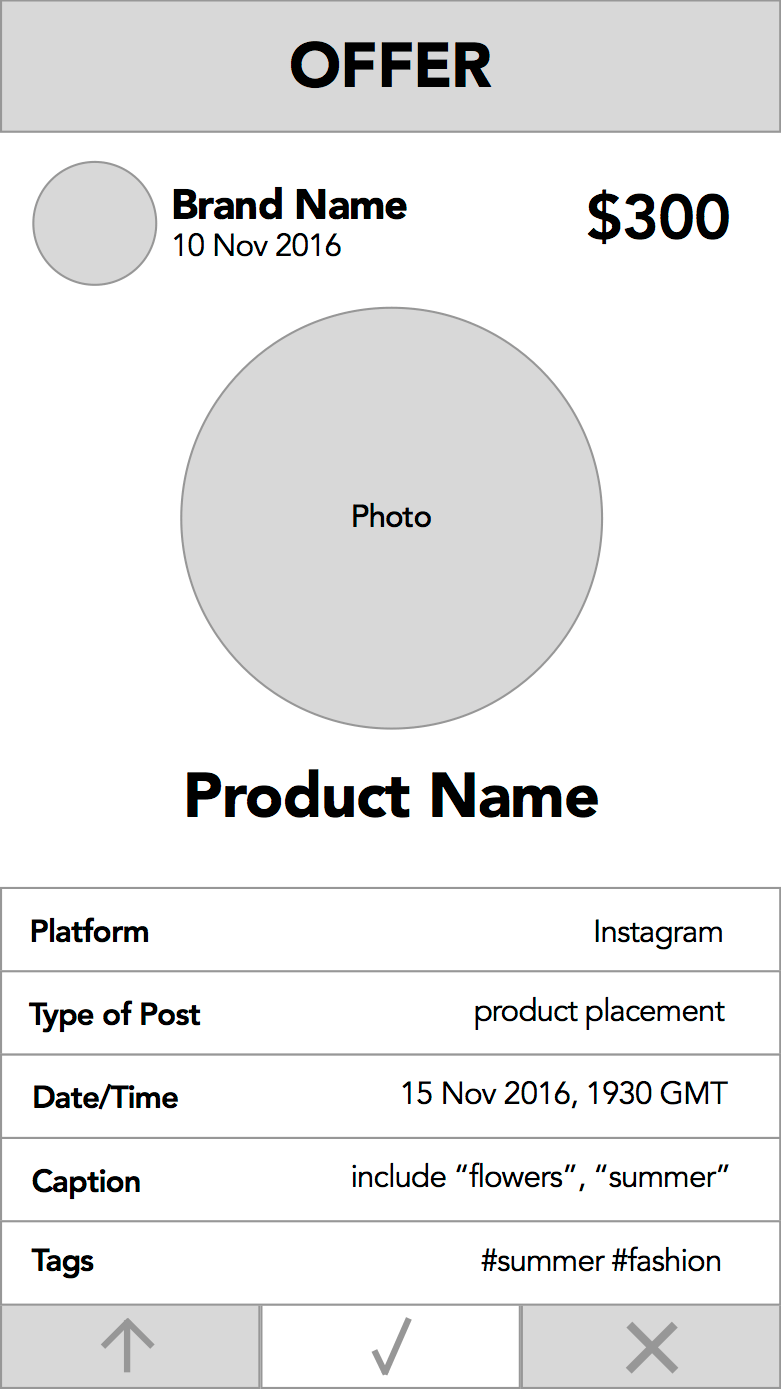 OFFER
Brand Name
10 Nov 2016
$300
Photo
Product Name
Platform Instagram
Type of Post product placement
Date/Time 15 Nov 2016, 1930 GMT
Caption include “flowers”, “summer”
Tags #summer #fashion